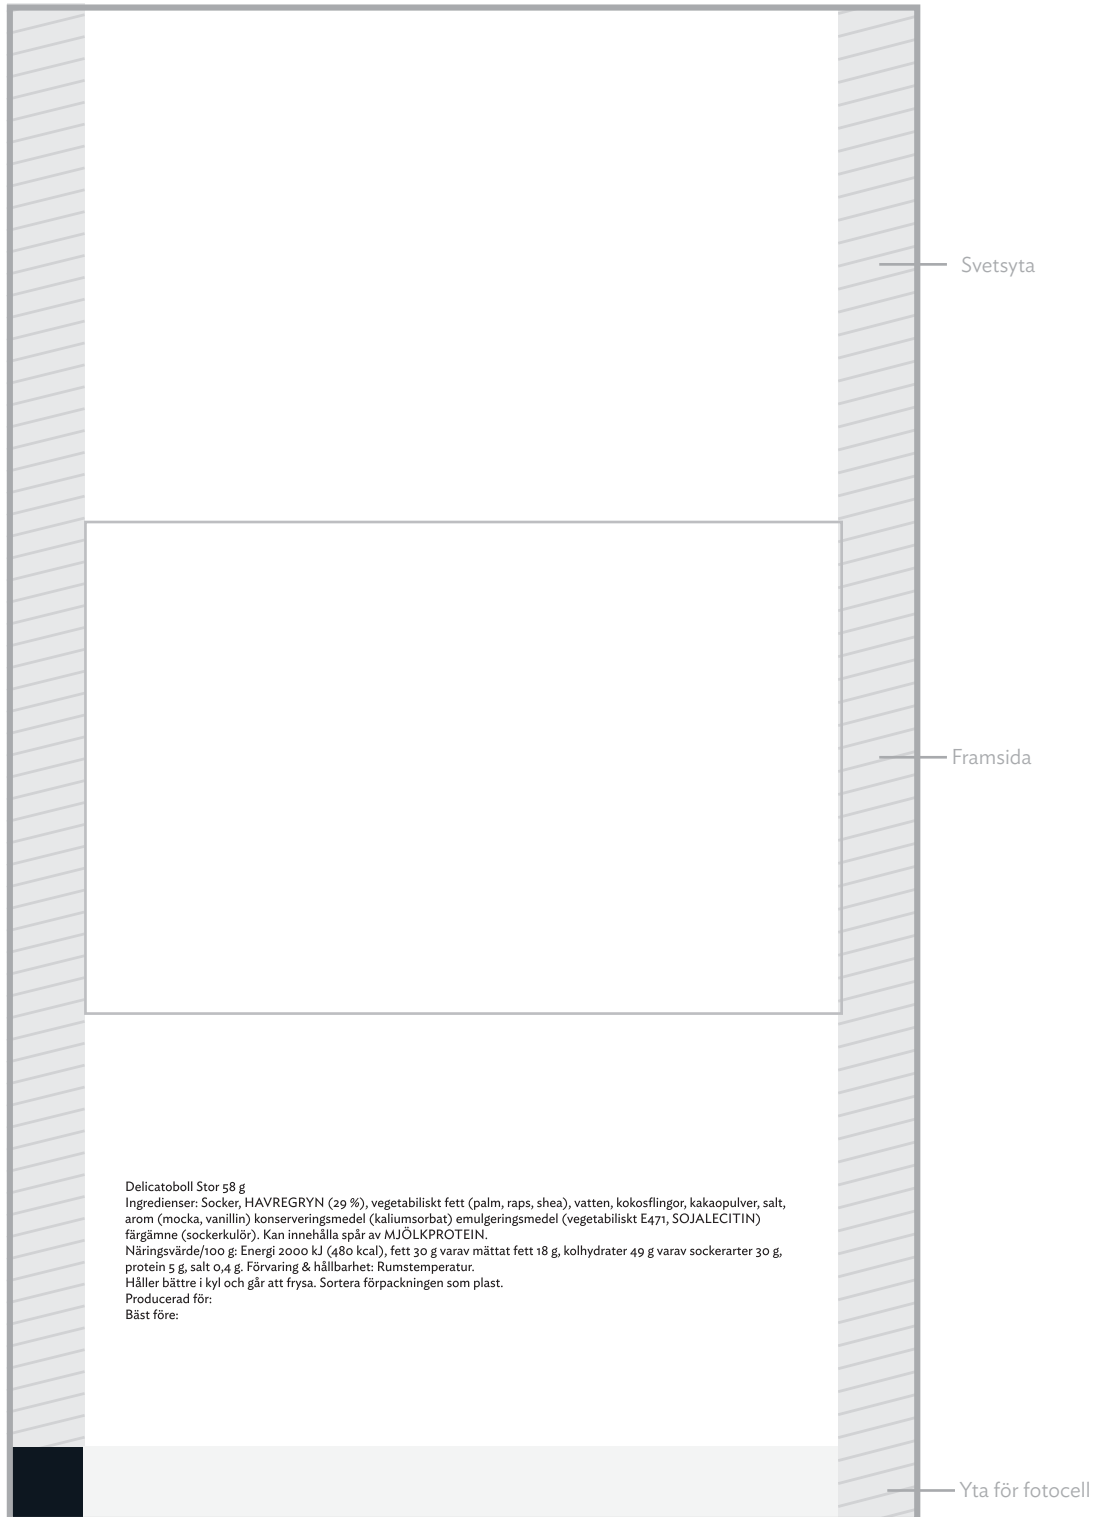 Svetsyta
Framsida
Delicatoboll Stor 58 g
Ingredienser: Socker, HAVREGRYN (29 %), vegetabiliskt fett (palm, raps, shea), vatten, kokosflingor, kakaopulver, salt,
arom (mocka, vanillin) konserveringsmedel (kaliumsorbat) emulgeringsmedel (vegetabiliskt E471, SOJALECITIN)
färgämne (sockerkulör). Kan innehålla spår av MJÖLKPROTEIN.
Näringsvärde/100 g: Energi 2000 kJ (480 kcal), fett 30 g varav mättat fett 18 g, kolhydrater 49 g varav sockerarter 30 g,
protein 5 g, salt 0,4 g. Förvaring & hållbarhet: Rumstemperatur.
Håller bättre i kyl och går att frysa. Sortera förpackningen som plast.
Producerad för:
Bäst före:
Yta för fotocell